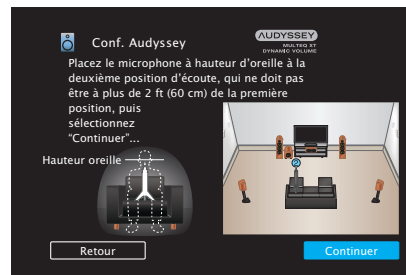 Conf. Audyssey
AUDYSSEY
MULTEQ XT
DYNAMIC VOLUME
Placez le microphone à hauteur d'oreille à la
deuxième position d'écoute, qui ne doit pas
être à plus de 2 ft (60 cm) de la première
position, puis
sélectionnez
"Continuer"...
Hauteur oreille
Retour
Continuer